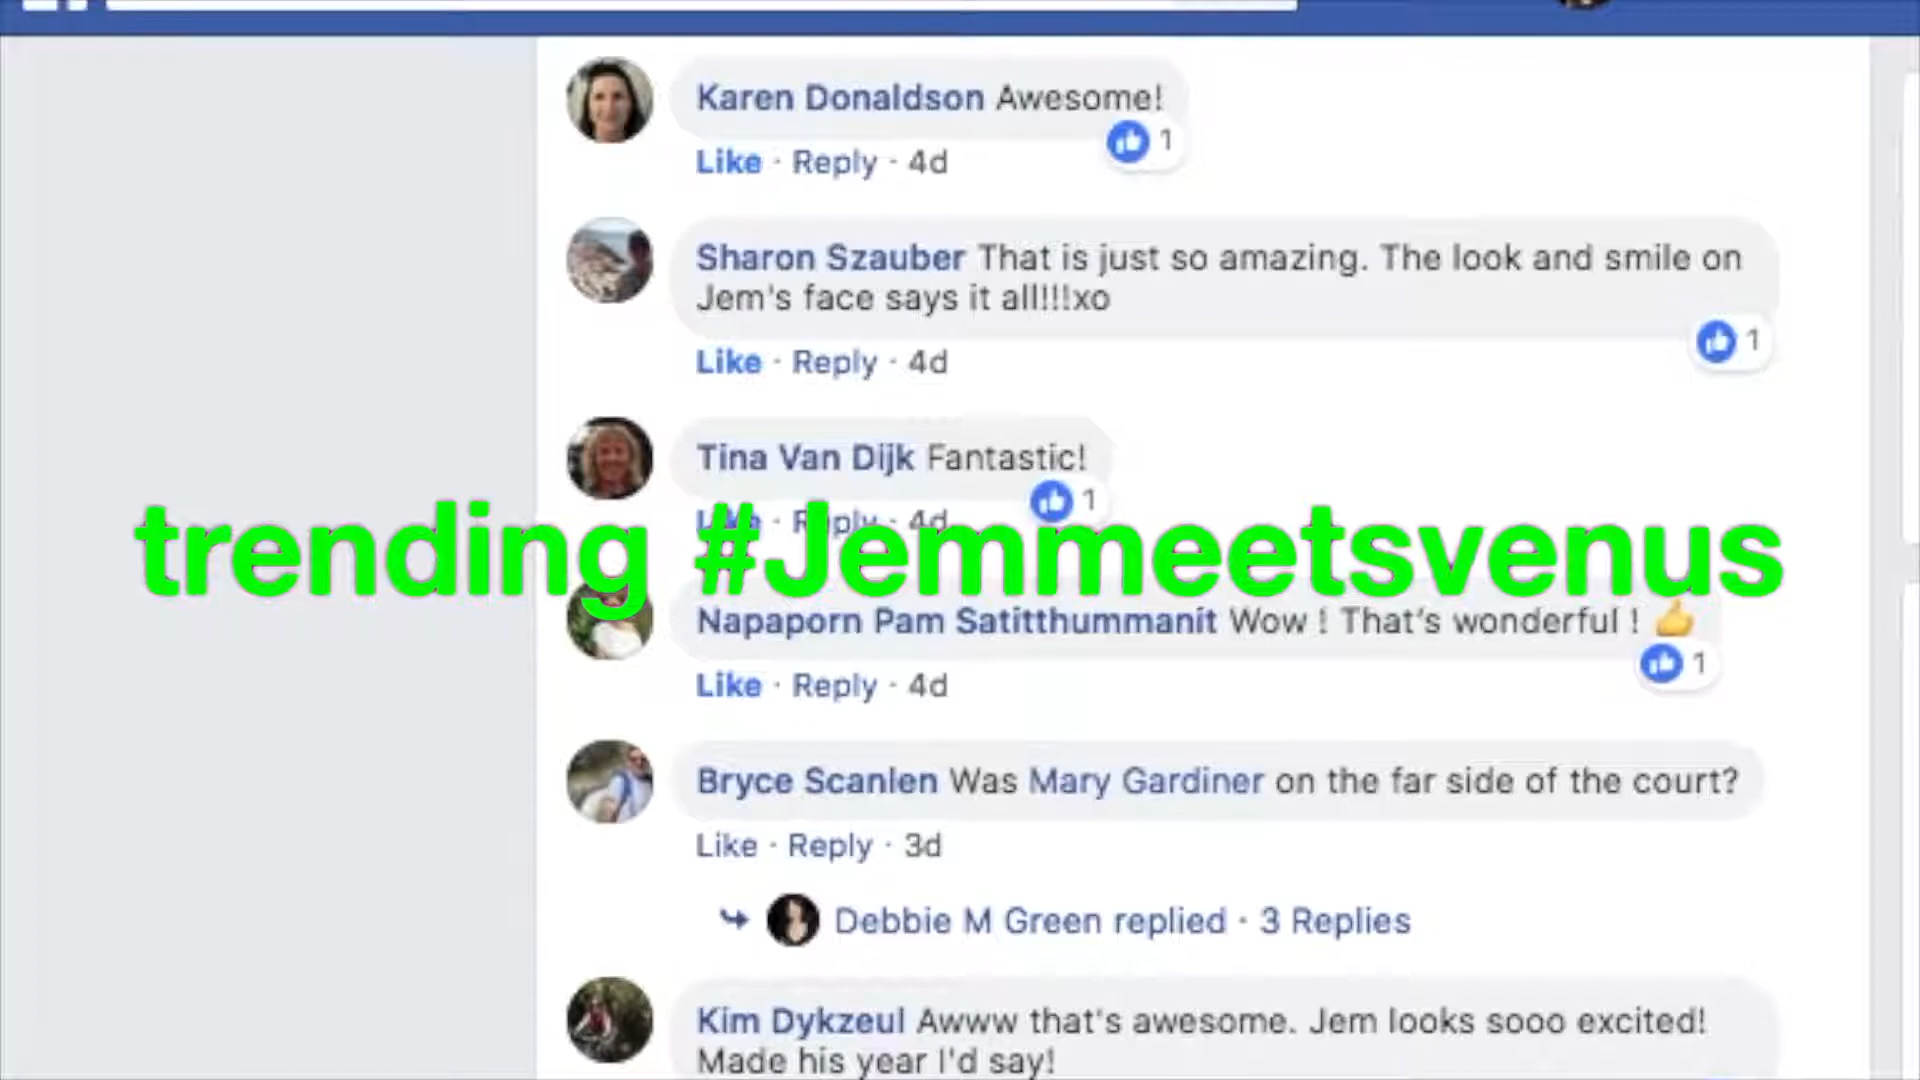 Karen Donaldson Awesome!
1
Like · Reply · 4d
Sharon Szauber That is just so amazing. The look and smile on
Jem's face says it all!!!xo
1
Like · Reply · 4d
Tina Van Dijk Fantastic!
1
Like · Reply · 4d
trending #Jemmeetsvenus
Napaporn Pam Satitthummanit Wow ! That's wonderful ! 👍
1
Like · Reply · 4d
Bryce Scanlen Was Mary Gardiner on the far side of the court?
Like · Reply · 3d
Debbie M Green replied · 3 Replies
Kim Dykzeul Awww that's awesome. Jem looks sooo excited!
Made his year I'd say!